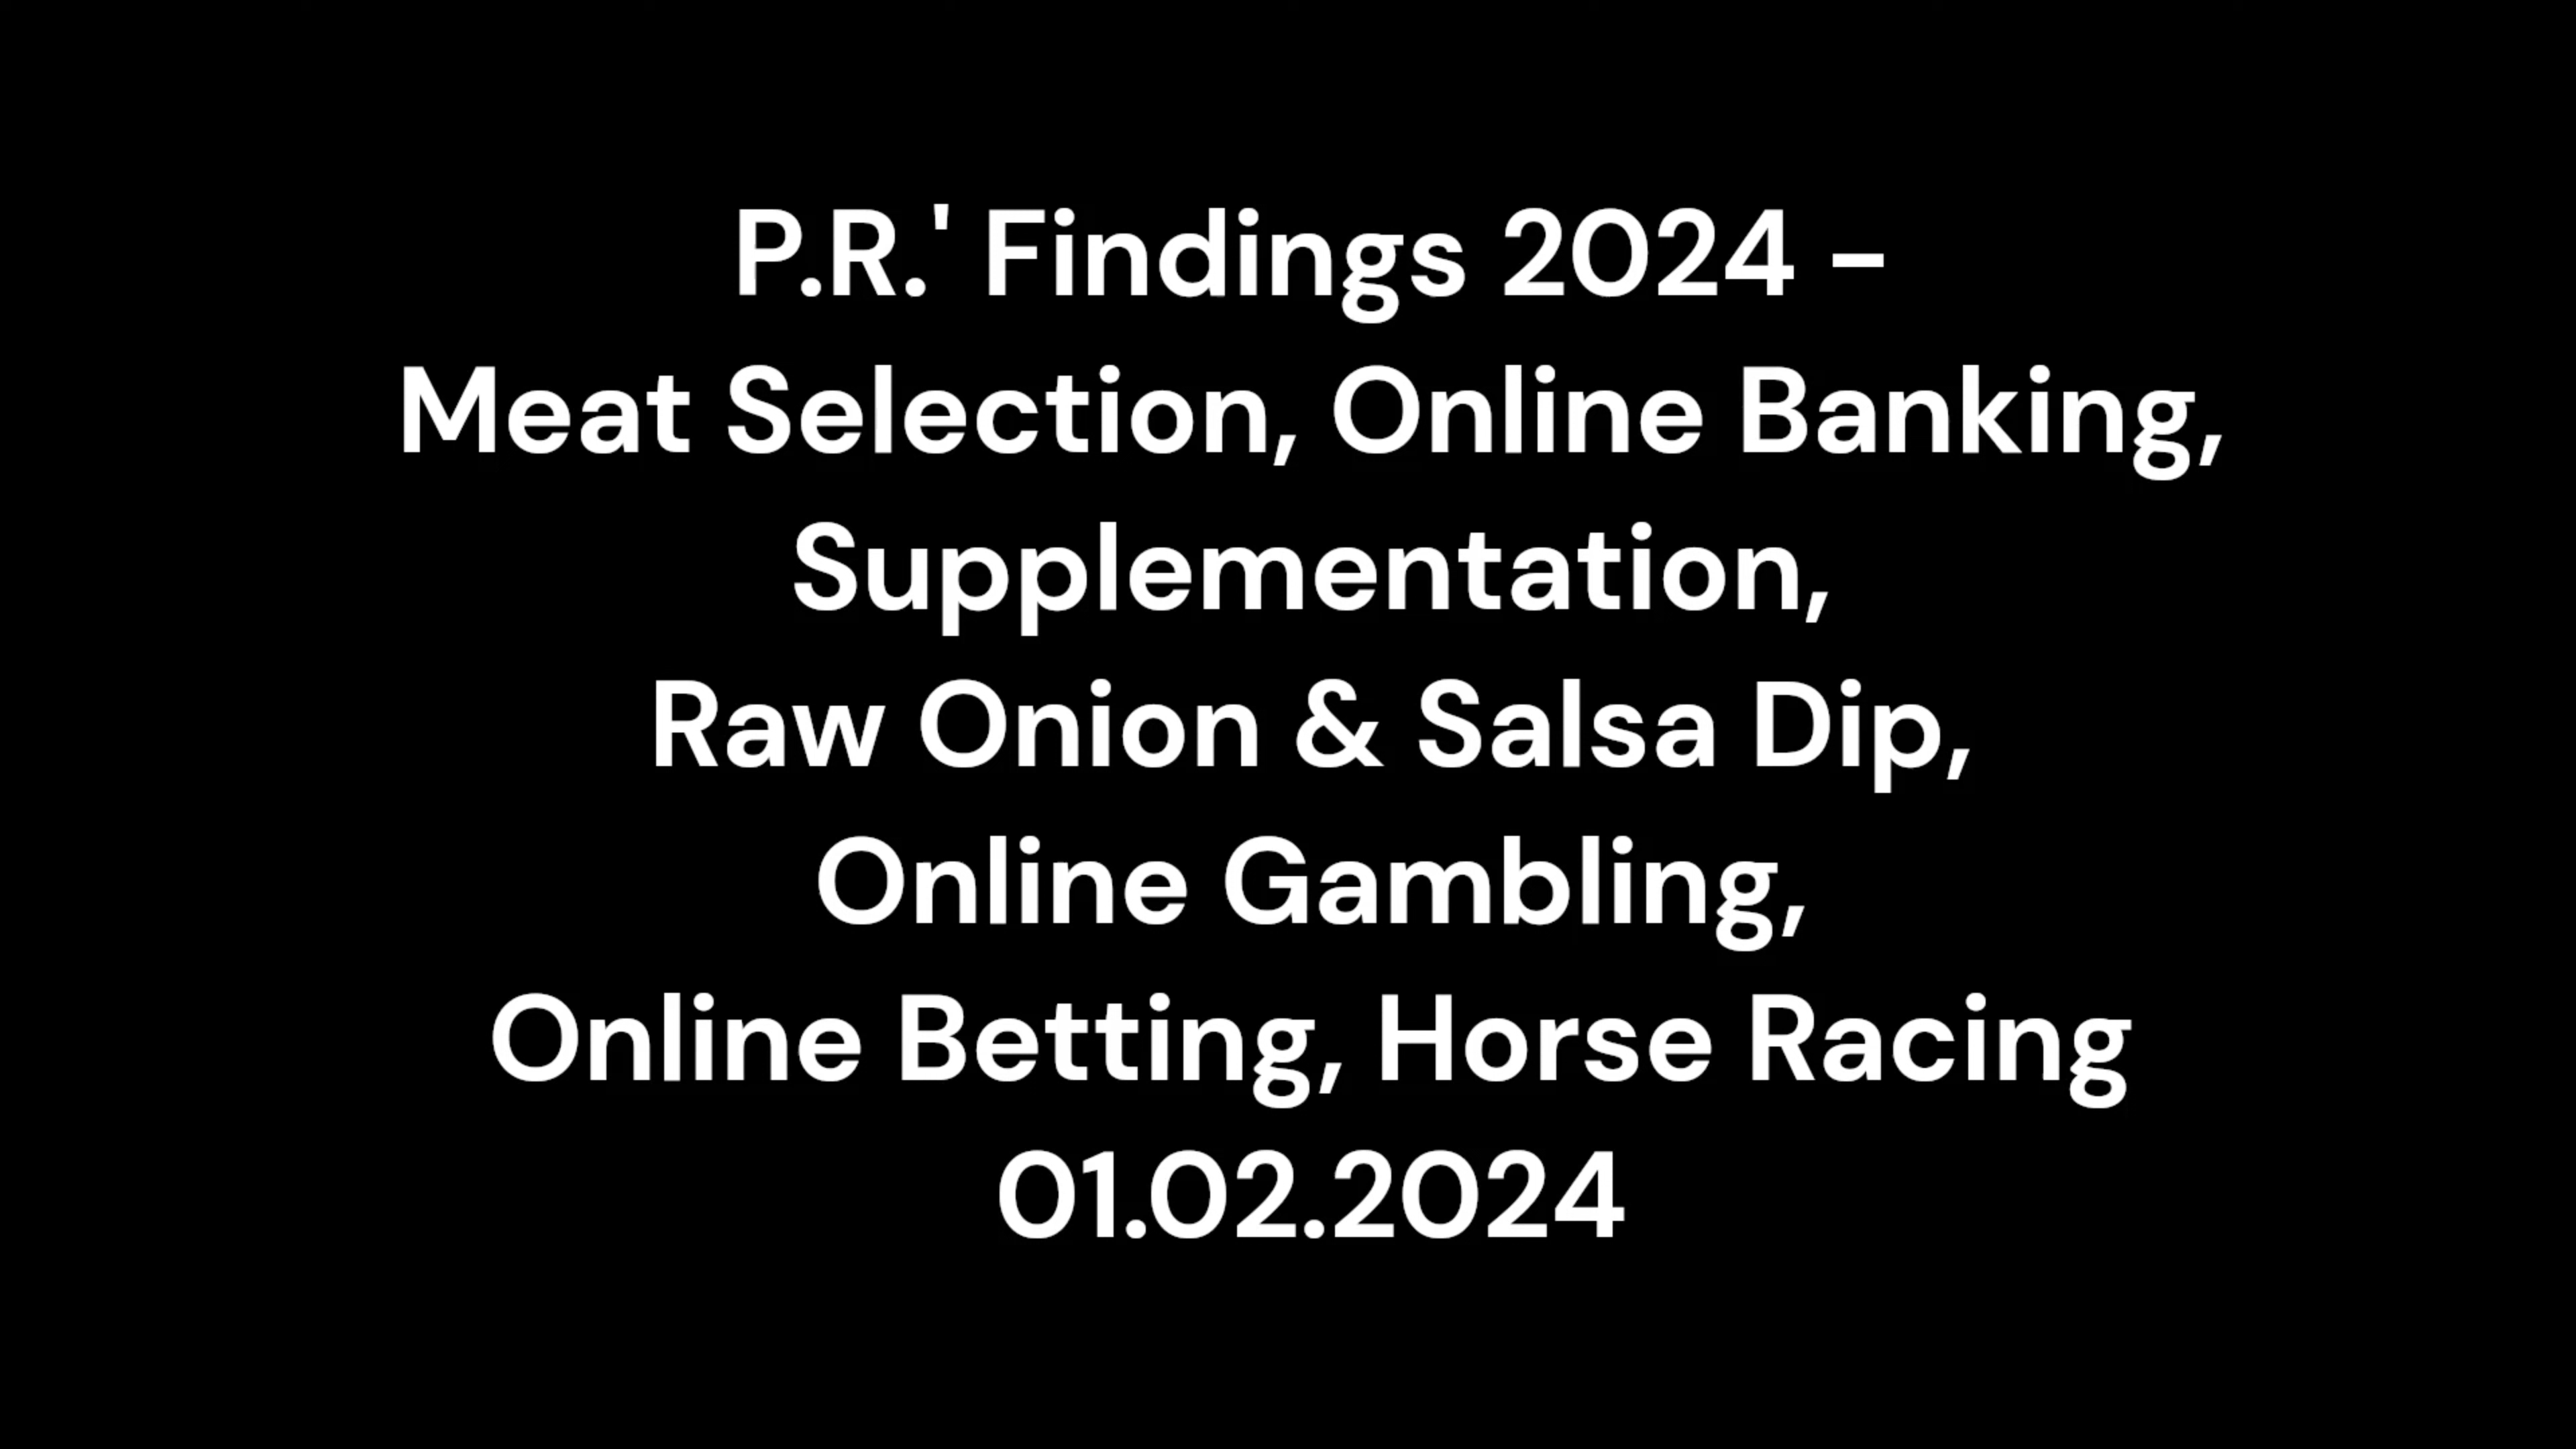 P.R.' Findings 2024 -
Meat Selection, Online Banking,
Supplementation,
Raw Onion & Salsa Dip,
Online Gambling,
Online Betting, Horse Racing
01.02.2024